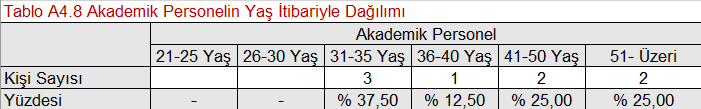 Tablo A4.8 Akademik Personelin Yaş İtibariyle Dağılımı
Akademik Personel
21-25 Yaş 26-30 Yaş 31-35 Yaş 36-40 Yaş 41-50 Yaş 51- Üzeri
Kişi Sayısı 3 1 2 2
Yüzdesi - - % 37,50 % 12,50 % 25,00 % 25,00